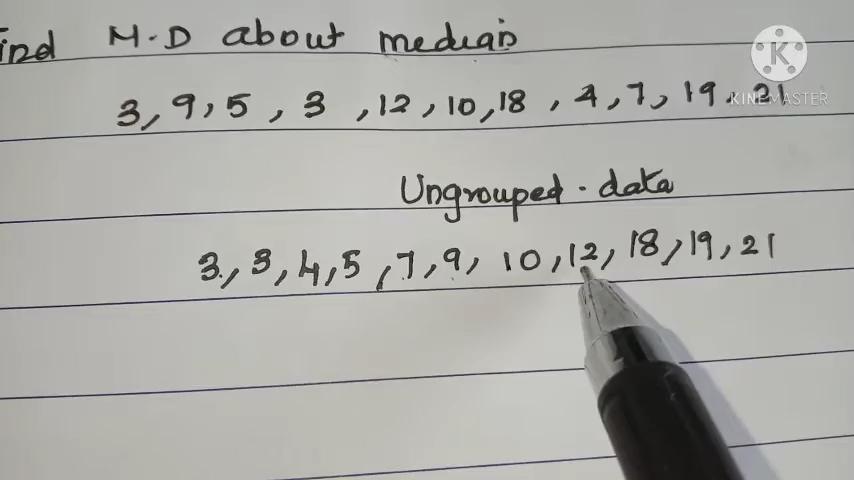 ind M.D about median
3, 9, 5, 3, 12, 10, 18, 4, 7, 19, 21
K
KINEMASTER
Ungrouped. data
3, 3, 4, 5, 7, 9, 10, 12, 18, 19, 21